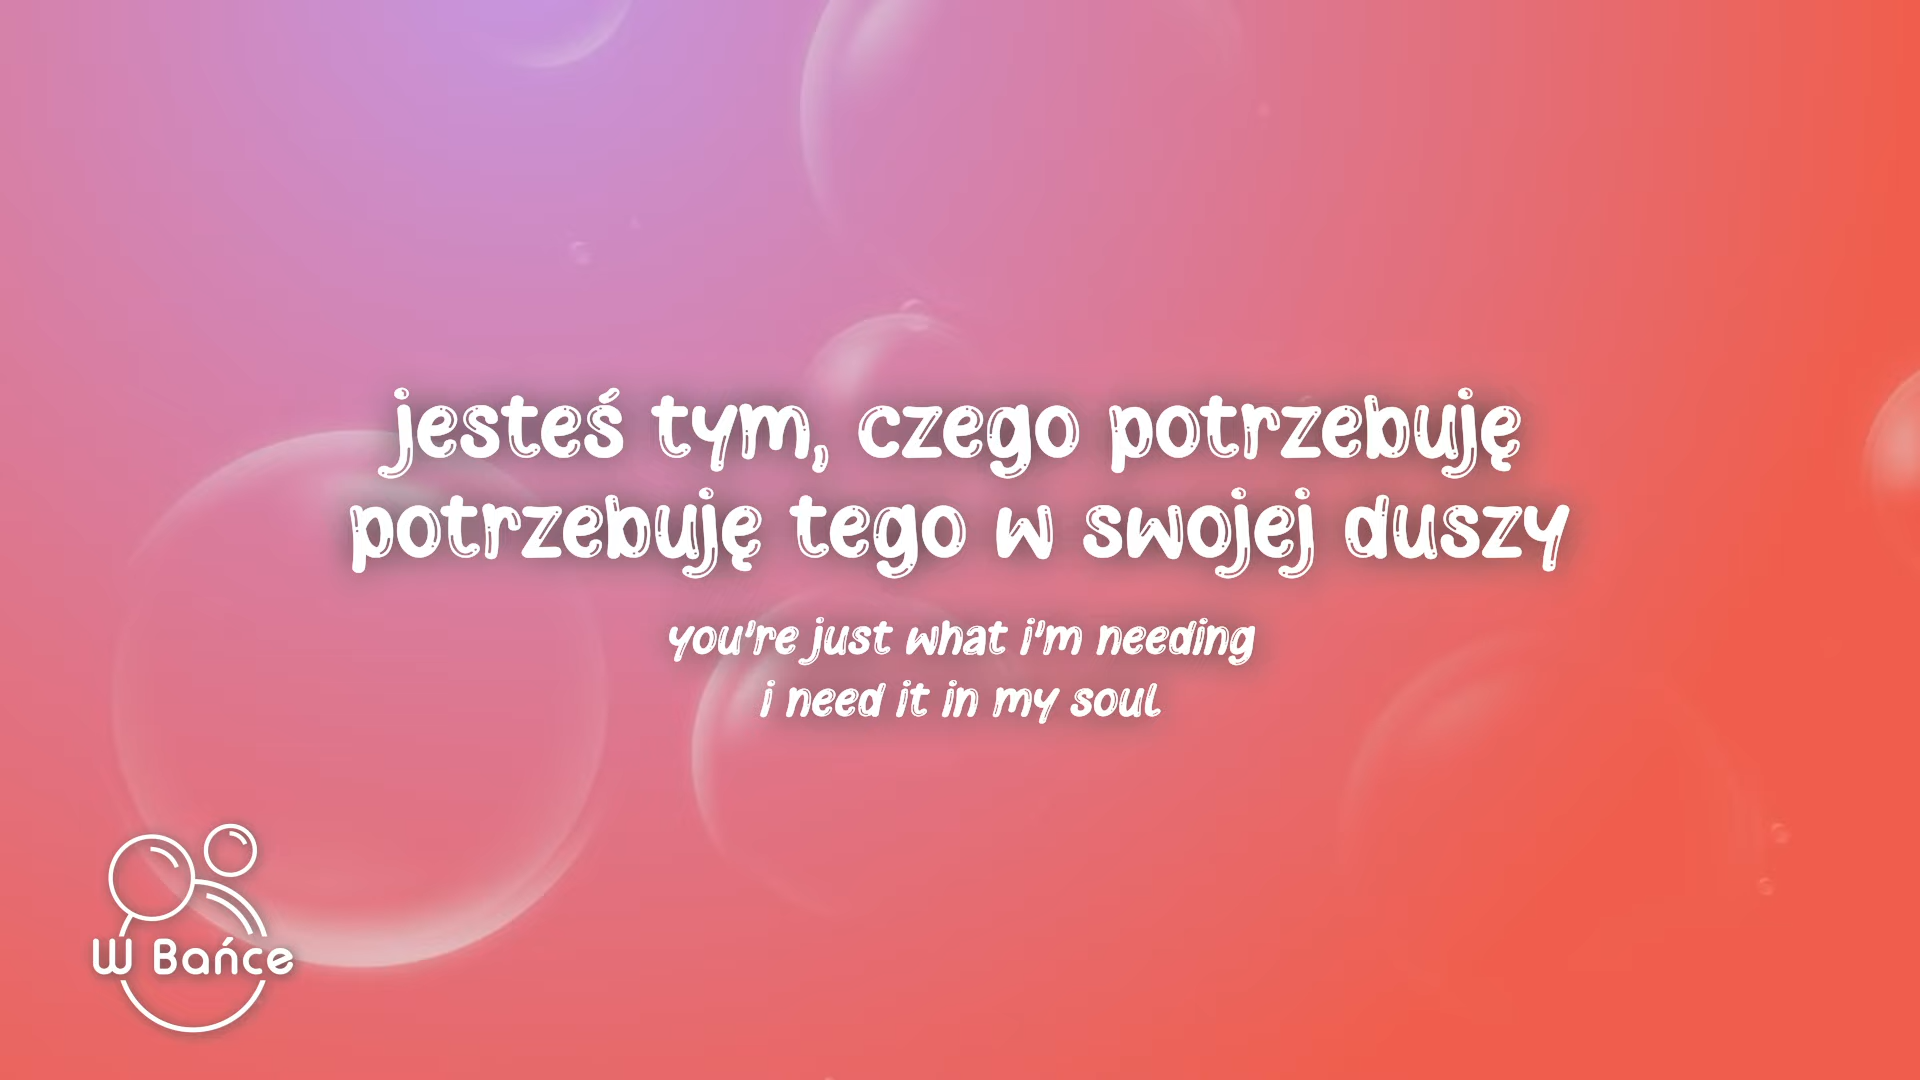 jesteś tym, czego potrzebuję
potrzebuję tego w swojej duszy
you're just what i'm needing
i need it in my soul
W Bańce